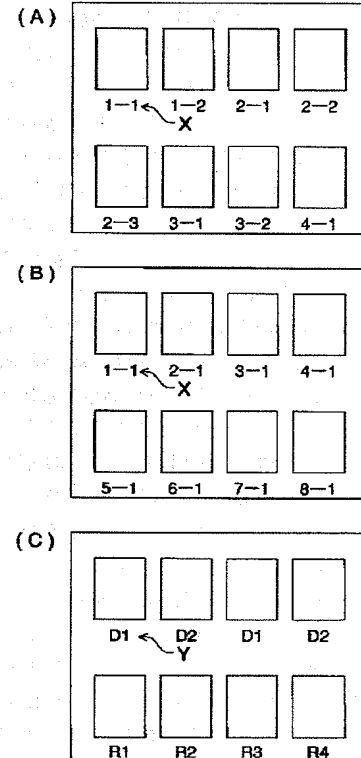 (A)
1—1 1—2 2—1 2—2
X
2—3 3—1 3—2 4—1
(B)
1—1 2—1 3—1 4—1
X
5—1 6—1 7—1 8—1
(C)
D1 D2 D1 D2
Y
R1 R2 R3 R4